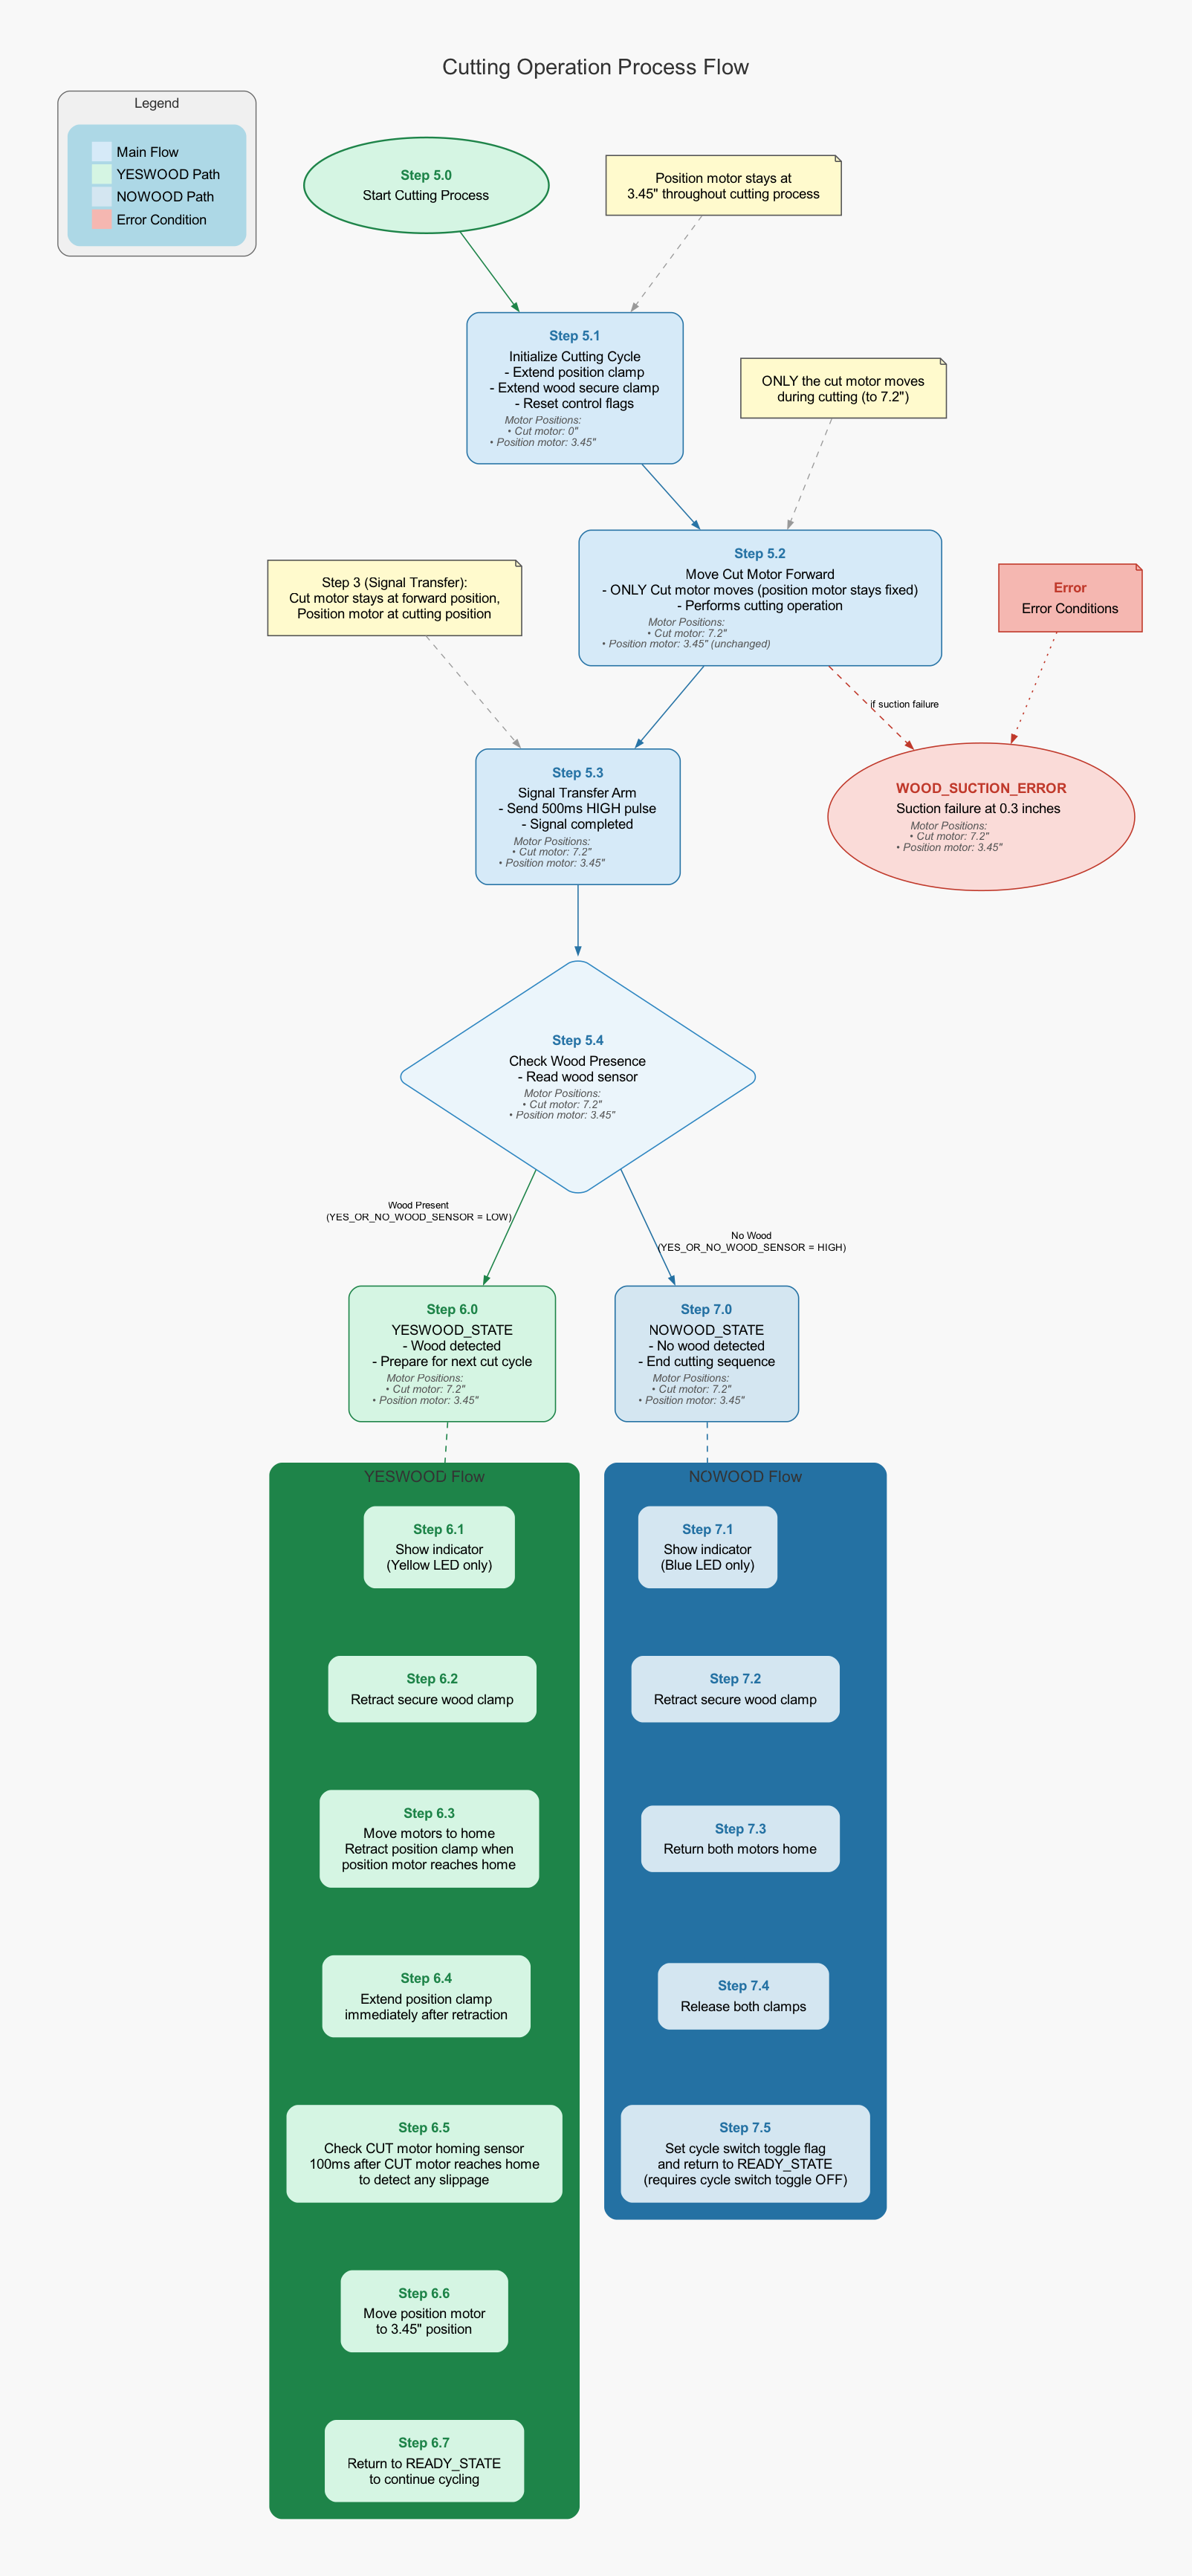 Cutting Operation Process Flow
Legend
Main Flow
YESWOOD Path
NOWOOD Path
Error Condition
Step 5.0
Start Cutting Process
Position motor stays at
3.45" throughout cutting process
Step 5.1
Initialize Cutting Cycle
- Extend position clamp
- Extend wood secure clamp
- Reset control flags
Motor Positions:
• Cut motor: 0"
• Position motor: 3.45"
ONLY the cut motor moves
during cutting (to 7.2")
Step 5.2
Move Cut Motor Forward
- ONLY Cut motor moves (position motor stays fixed)
- Performs cutting operation
Motor Positions:
• Cut motor: 7.2"
• Position motor: 3.45" (unchanged)
Step 3 (Signal Transfer):
Cut motor stays at forward position,
Position motor at cutting position
Error
Error Conditions
if suction failure
Step 5.3
Signal Transfer Arm
- Send 500ms HIGH pulse
- Signal completed
Motor Positions:
• Cut motor: 7.2"
• Position motor: 3.45"
WOOD_SUCTION_ERROR
Suction failure at 0.3 inches
Motor Positions:
• Cut motor: 7.2"
• Position motor: 3.45"
Step 5.4
Check Wood Presence
- Read wood sensor
Motor Positions:
• Cut motor: 7.2"
• Position motor: 3.45"
Wood Present
(YES_OR_NO_WOOD_SENSOR = LOW)
No Wood
(YES_OR_NO_WOOD_SENSOR = HIGH)
Step 6.0
YESWOOD_STATE
- Wood detected
- Prepare for next cut cycle
Motor Positions:
• Cut motor: 7.2"
• Position motor: 3.45"
Step 7.0
NOWOOD_STATE
- No wood detected
- End cutting sequence
Motor Positions:
• Cut motor: 7.2"
• Position motor: 3.45"
YESWOOD Flow
Step 6.1
Show indicator
(Yellow LED only)
Step 6.2
Retract secure wood clamp
Step 6.3
Move motors to home
Retract position clamp when
position motor reaches home
Step 6.4
Extend position clamp
immediately after retraction
Step 6.5
Check CUT motor homing sensor
100ms after CUT motor reaches home
to detect any slippage
Step 6.6
Move position motor
to 3.45" position
Step 6.7
Return to READY_STATE
to continue cycling
NOWOOD Flow
Step 7.1
Show indicator
(Blue LED only)
Step 7.2
Retract secure wood clamp
Step 7.3
Return both motors home
Step 7.4
Release both clamps
Step 7.5
Set cycle switch toggle flag
and return to READY_STATE
(requires cycle switch toggle OFF)